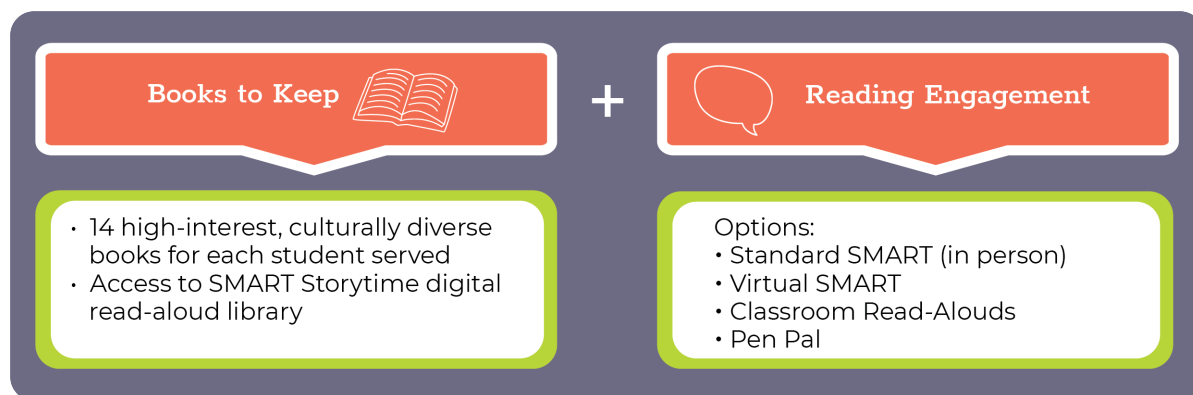 Books to Keep
+
Reading Engagement
• 14 high-interest, culturally diverse
books for each student served
• Access to SMART Storytime digital
read-aloud library
Options:
• Standard SMART (in person)
• Virtual SMART
• Classroom Read-Alouds
• Pen Pal